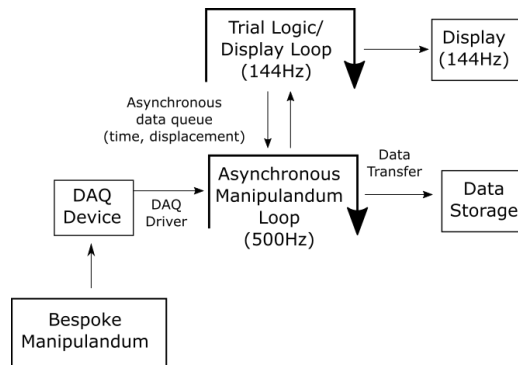 Trial Logic/
Display Loop
(144Hz)
Display
(144Hz)
Asynchronous
data queue
(time, displacement)
Asynchronous
Manipulandum
Loop
(500Hz)
Data
Transfer
Data
Storage
DAQ
Device
DAQ
Driver
Bespoke
Manipulandum